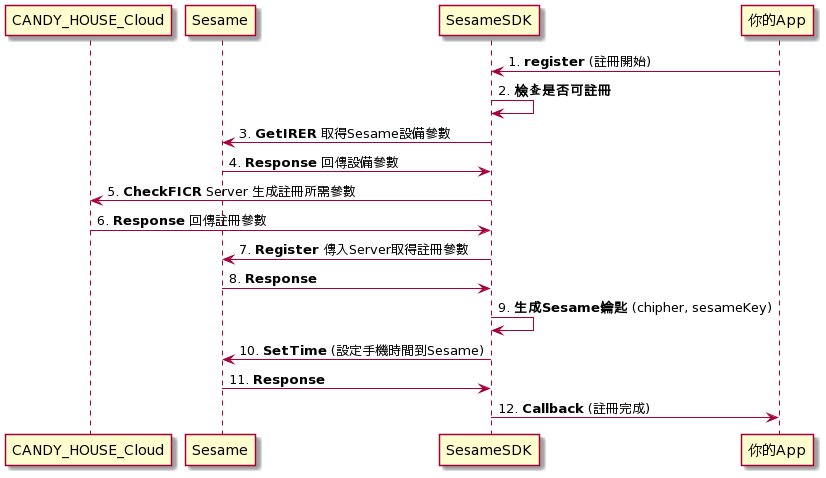 CANDY_HOUSE_Cloud
Sesame
SesameSDK
你的App
1. register (註冊開始)
2. 檢查是否可註冊
3. GetIRER 取得Sesame設備參數
4. Response 回傳設備參數
5. CheckFICR Server 生成註冊所需參數
6. Response 回傳註冊參數
7. Register 傳入Server取得註冊參數
8. Response
9. 生成Sesame鑰匙 (chipher, sesameKey)
10. SetTime (設定手機時間到Sesame)
11. Response
12. Callback (註冊完成)
CANDY_HOUSE_Cloud
Sesame
SesameSDK
你的App